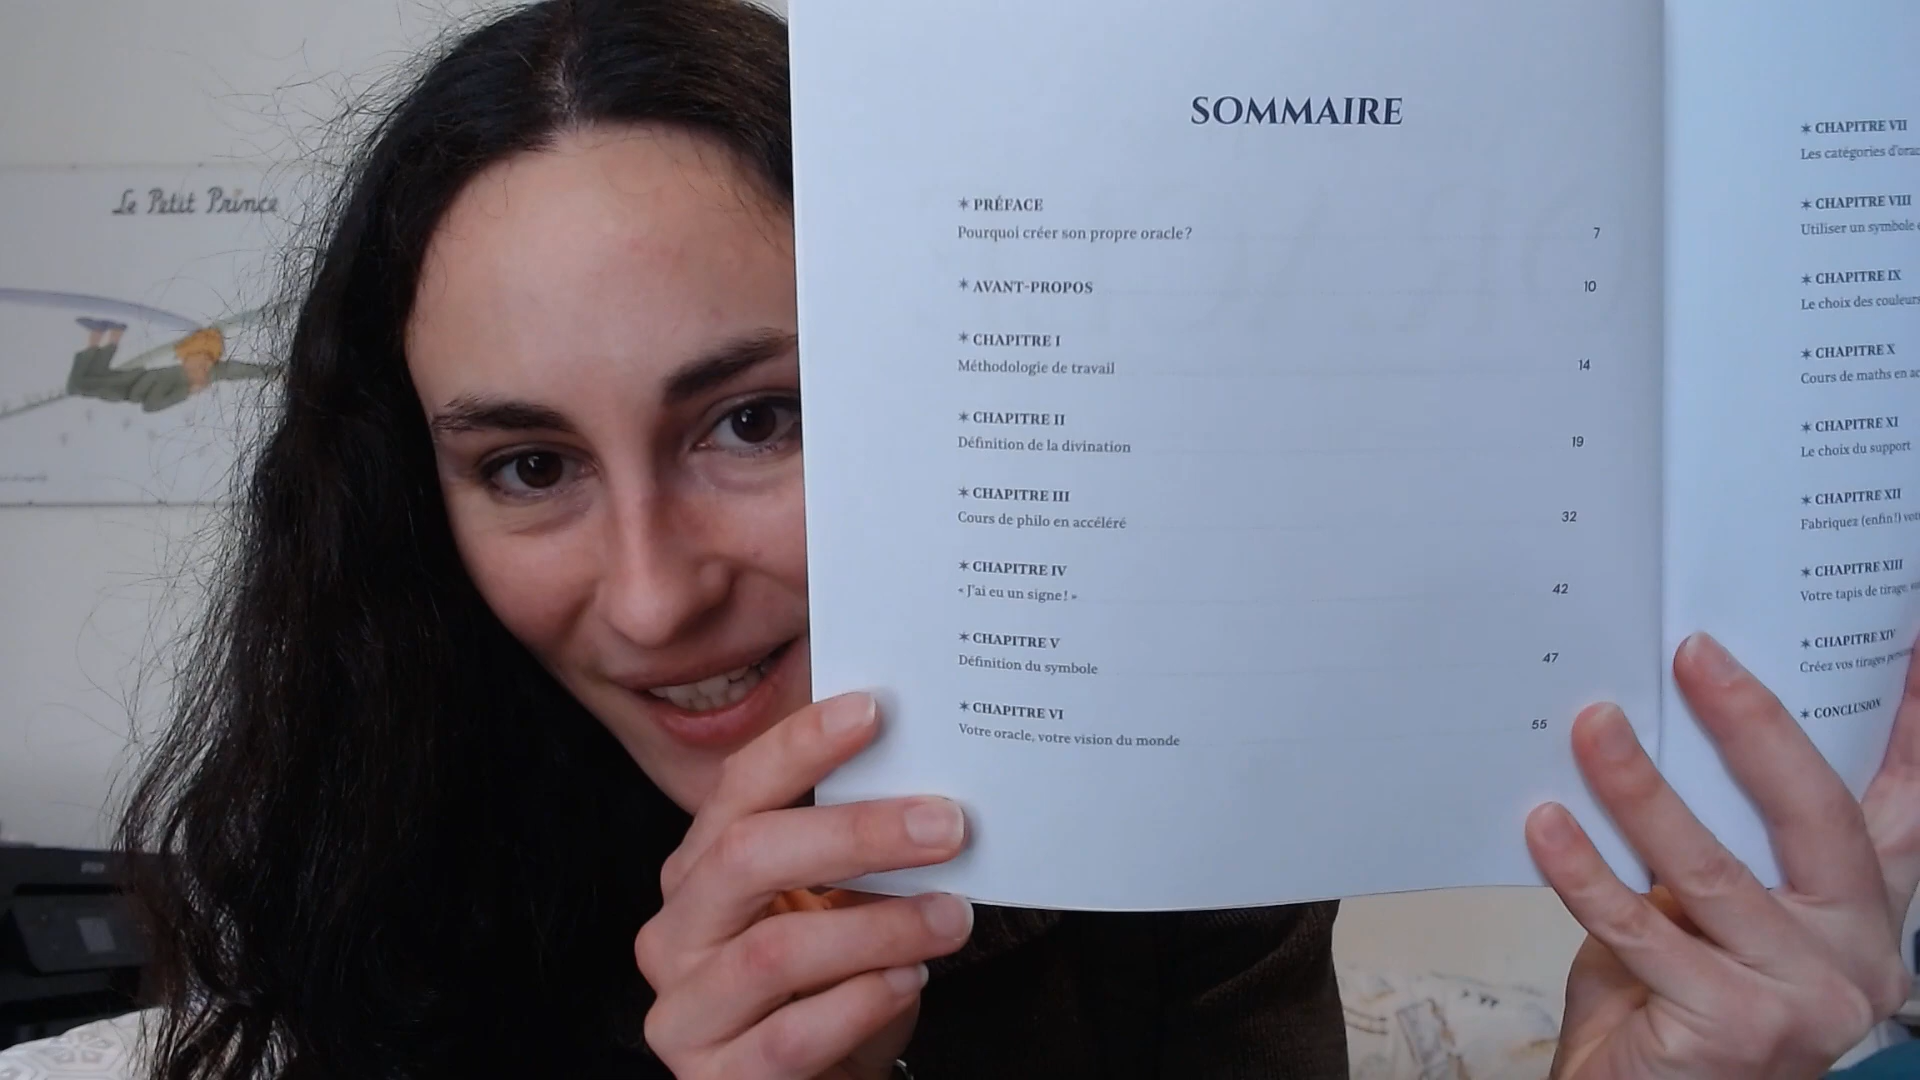 Le Petit Prince
SOMMAIRE
✶ PRÉFACE
Pourquoi créer son propre oracle ? 7
✶ AVANT-PROPOS 10
✶ CHAPITRE I
Méthodologie de travail 14
✶ CHAPITRE II
Définition de la divination 19
✶ CHAPITRE III
Cours de philo en accéléré 32
✶ CHAPITRE IV
« J'ai eu un signe ! » 42
✶ CHAPITRE V
Définition du symbole 47
✶ CHAPITRE VI
Votre oracle, votre vision du monde 55
✶ CHAPITRE VII
Les catégories
✶ CHAPITRE VIII
Utiliser un symbole
✶ CHAPITRE IX
Le choix des couleurs
✶ CHAPITRE X
Cours de maths en
✶ CHAPITRE XI
Le choix du support
✶ CHAPITRE XII
Fabriquez (enfin !)
✶ CHAPITRE XIII
Votre tapis de tirage,
✶ CHAPITRE XIV
Créez vos tirages
✶ CONCLUSION